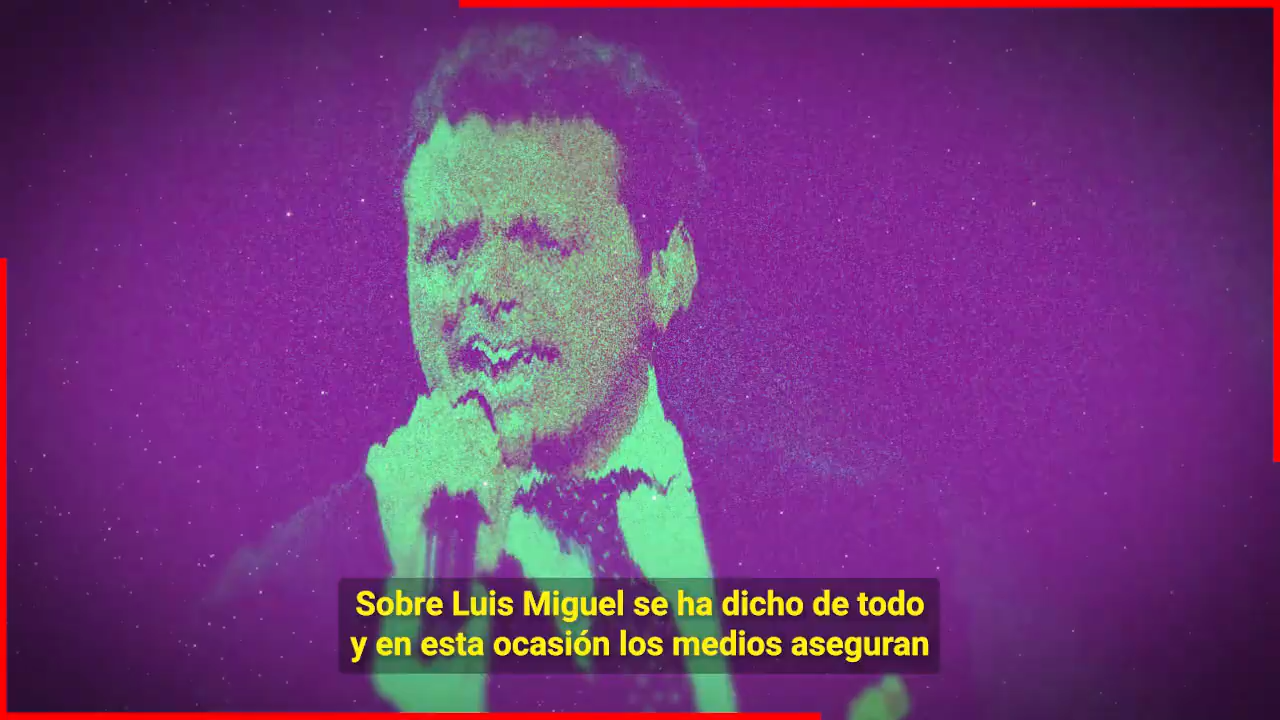 Sobre Luis Miguel se ha dicho de todo
y en esta ocasión los medios aseguran